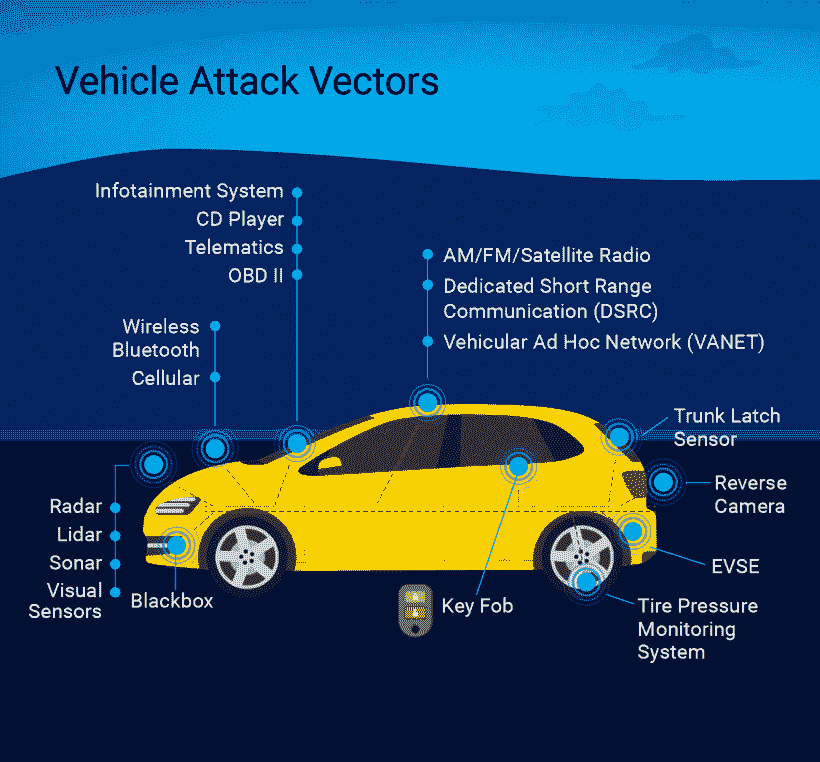 Vehicle Attack Vectors
Infotainment System
CD Player
Telematics
OBD II
AM/FM/Satellite Radio
Dedicated Short Range
Communication (DSRC)
Vehicular Ad Hoc Network (VANET)
Wireless
Bluetooth
Cellular
Trunk Latch
Sensor
Reverse
Camera
Radar
Lidar
Sonar
Visual
Sensors
Blackbox
Key Fob
EVSE
Tire Pressure
Monitoring
System